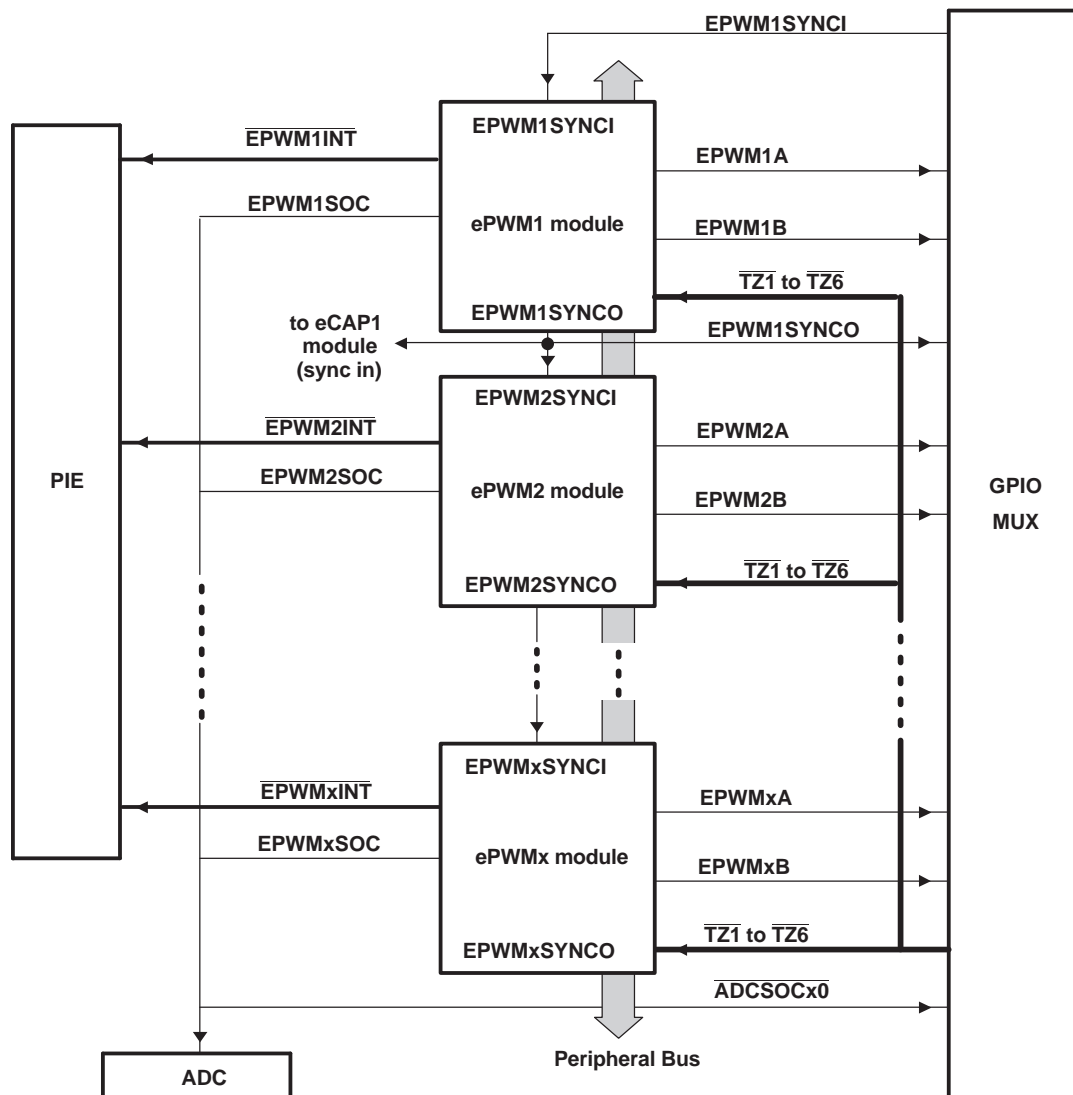 EPWM1SYNCI
EPWM1SYNCI
EPWM1INT
EPWM1A
EPWM1SOC
ePWM1 module
EPWM1B
TZ1 to TZ6
EPWM1SYNCO
to eCAP1
module
(sync in)
EPWM1SYNCO
EPWM2SYNCI
EPWM2INT
EPWM2A
PIE
EPWM2SOC
ePWM2 module
GPIO
MUX
EPWM2B
TZ1 to TZ6
EPWM2SYNCO
EPWMxSYNCI
EPWMxINT
EPWMxA
EPWMxSOC
ePWMx module
EPWMxB
TZ1 to TZ6
EPWMxSYNCO
ADCSOCx0
Peripheral Bus
ADC